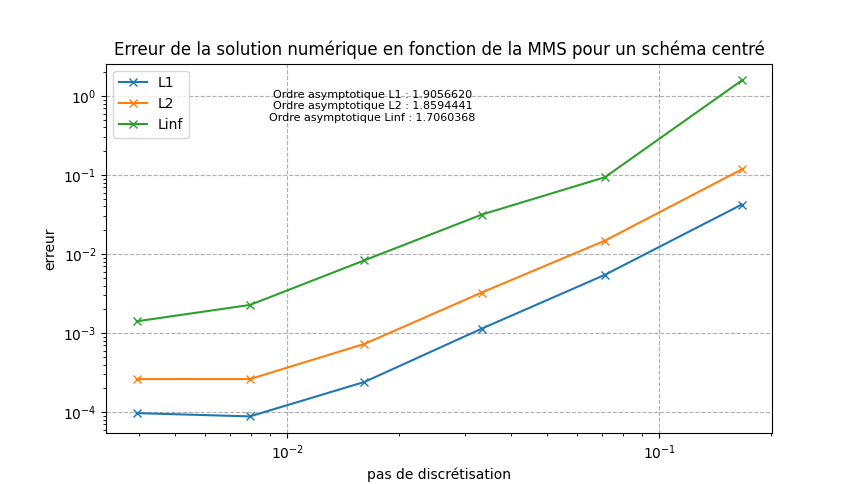 Erreur de la solution numérique en fonction de la MMS pour un schéma centré
L1
L2
Linf
Ordre asymptotique L1 : 1.9056620
Ordre asymptotique L2 : 1.8594441
Ordre asymptotique Linf : 1.7060368
10⁰
10⁻¹
10⁻²
10⁻³
10⁻⁴
erreur
10⁻²
10⁻¹
pas de discrétisation